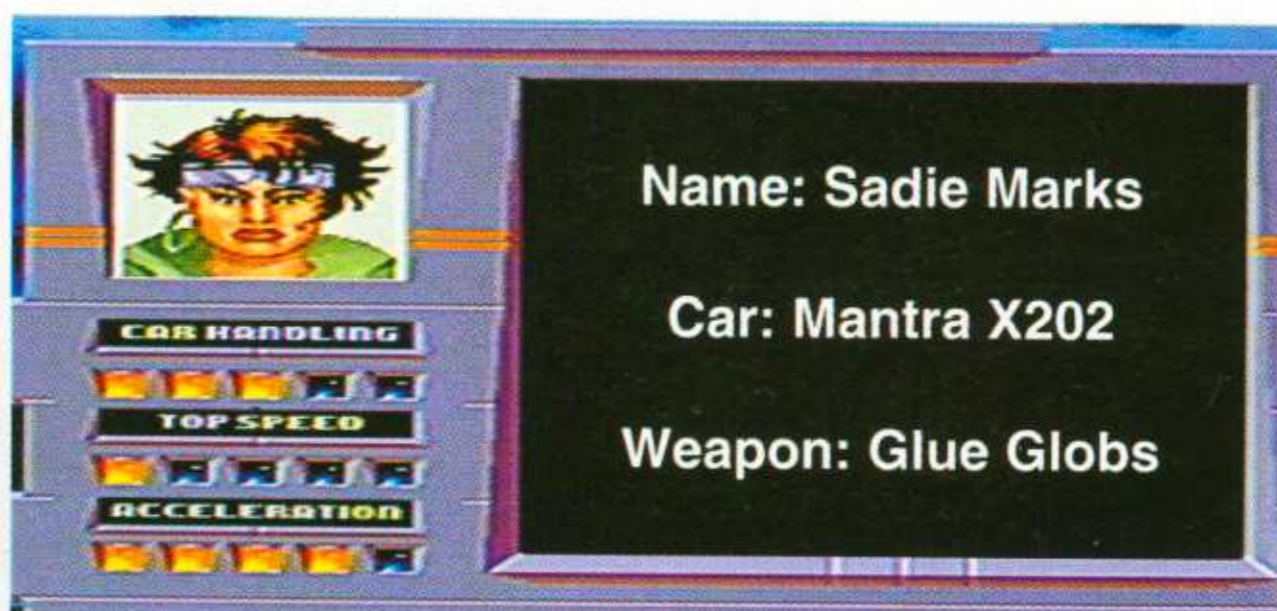 CAR HANDLING
TOP SPEED
ACCELERATION
Name: Sadie Marks
Car: Mantra X202
Weapon: Glue Globs